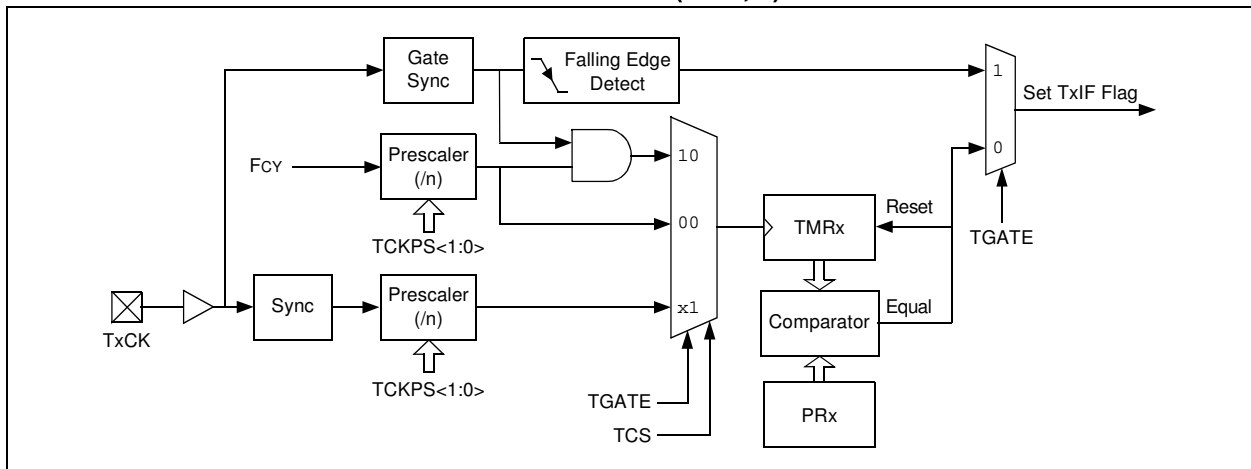 Gate
Sync
Falling Edge
Detect
1
Set TxIF Flag
0
TGATE
FCY
Prescaler
(/n)
TCKPS<1:0>
10
00
x1
TMRx
Reset
TxCK
Sync
Prescaler
(/n)
TCKPS<1:0>
Comparator
Equal
PRx
TGATE
TCS